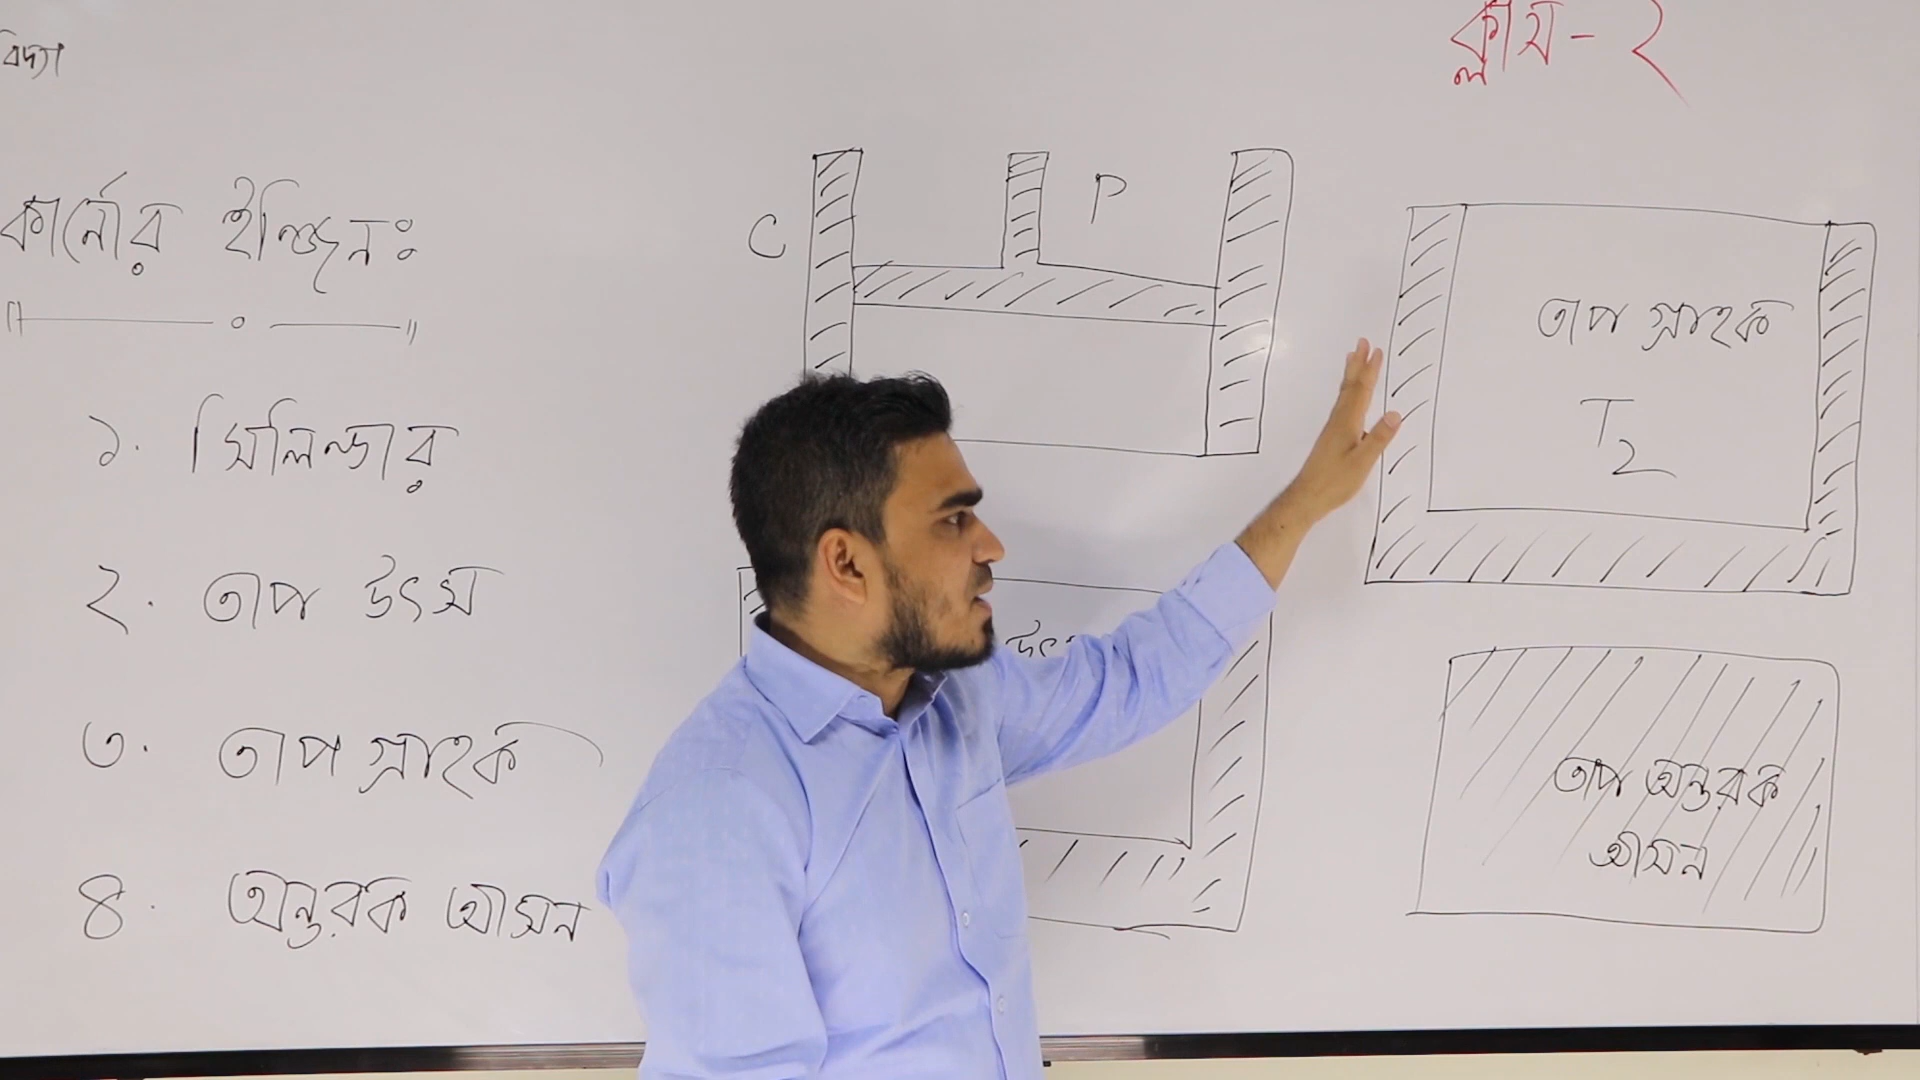 বিদ্যা
ক্লাস - ২
কার্নোর ইঞ্জিনঃ
১. সিলিন্ডার
২. তাপ উৎস
৩. তাপ গ্রাহক
৪. অন্তরক আসন
C
P
তাপ গ্রাহক
T2
তাপ অন্তরক
আসন